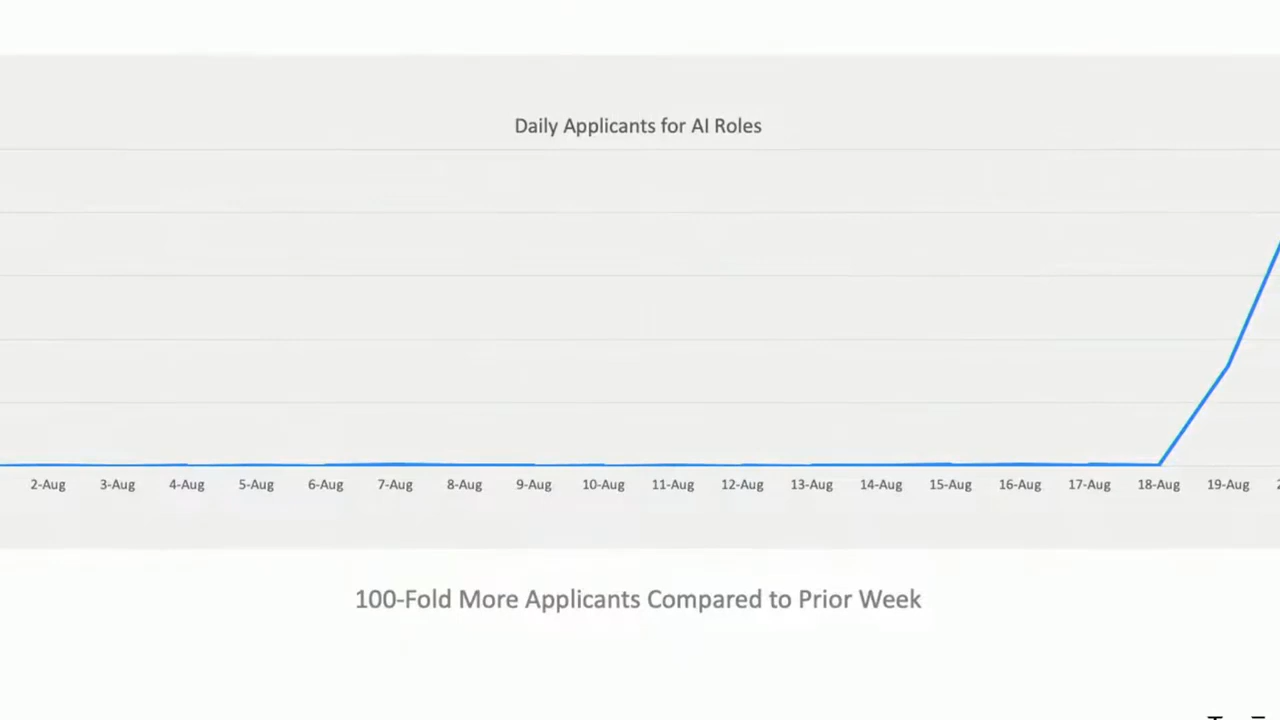 Daily Applicants for AI Roles
2-Aug 3-Aug 4-Aug 5-Aug 6-Aug 7-Aug 8-Aug 9-Aug 10-Aug 11-Aug 12-Aug 13-Aug 14-Aug 15-Aug 16-Aug 17-Aug 18-Aug 19-Aug
100-Fold More Applicants Compared to Prior Week